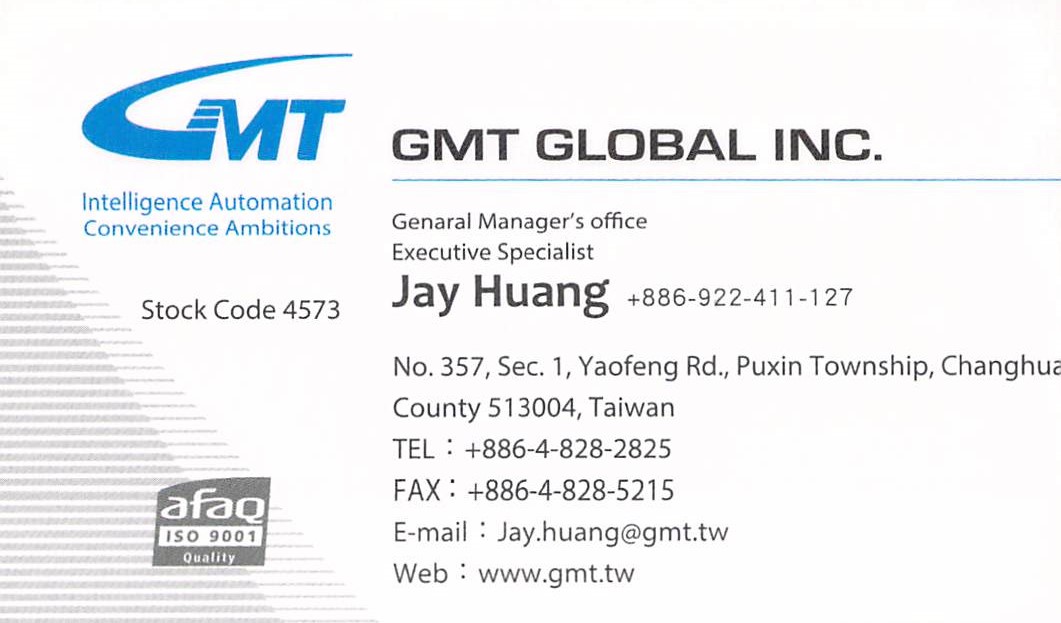 GMT
Intelligence Automation
Convenience Ambitions
Stock Code 4573
afaq
ISO 9001
Quality
GMT GLOBAL INC.
Genaral Manager's office
Executive Specialist
Jay Huang +886-922-411-127
No. 357, Sec. 1, Yaofeng Rd., Puxin Township, Changhua
County 513004, Taiwan
TEL：+886-4-828-2825
FAX：+886-4-828-5215
E-mail：Jay.huang@gmt.tw
Web：www.gmt.tw